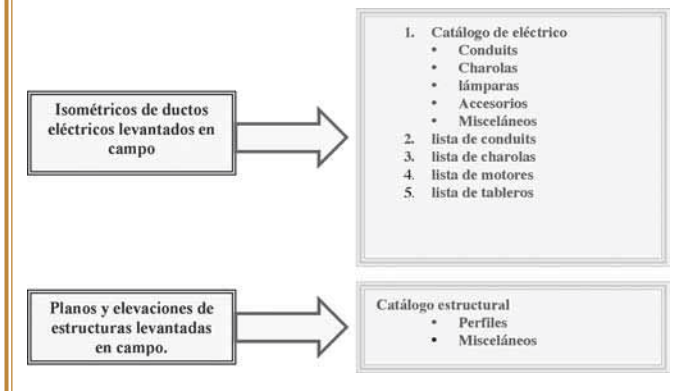 Isométricos de ductos
eléctricos levantados en
campo
1. Catálogo de eléctrico
• Conduits
• Charolas
• lámparas
• Accesorios
• Misceláneos
2. lista de conduits
3. lista de charolas
4. lista de motores
5. lista de tableros
Planos y elevaciones de
estructuras levantadas
en campo.
Catálogo estructural
• Perfiles
• Misceláneos